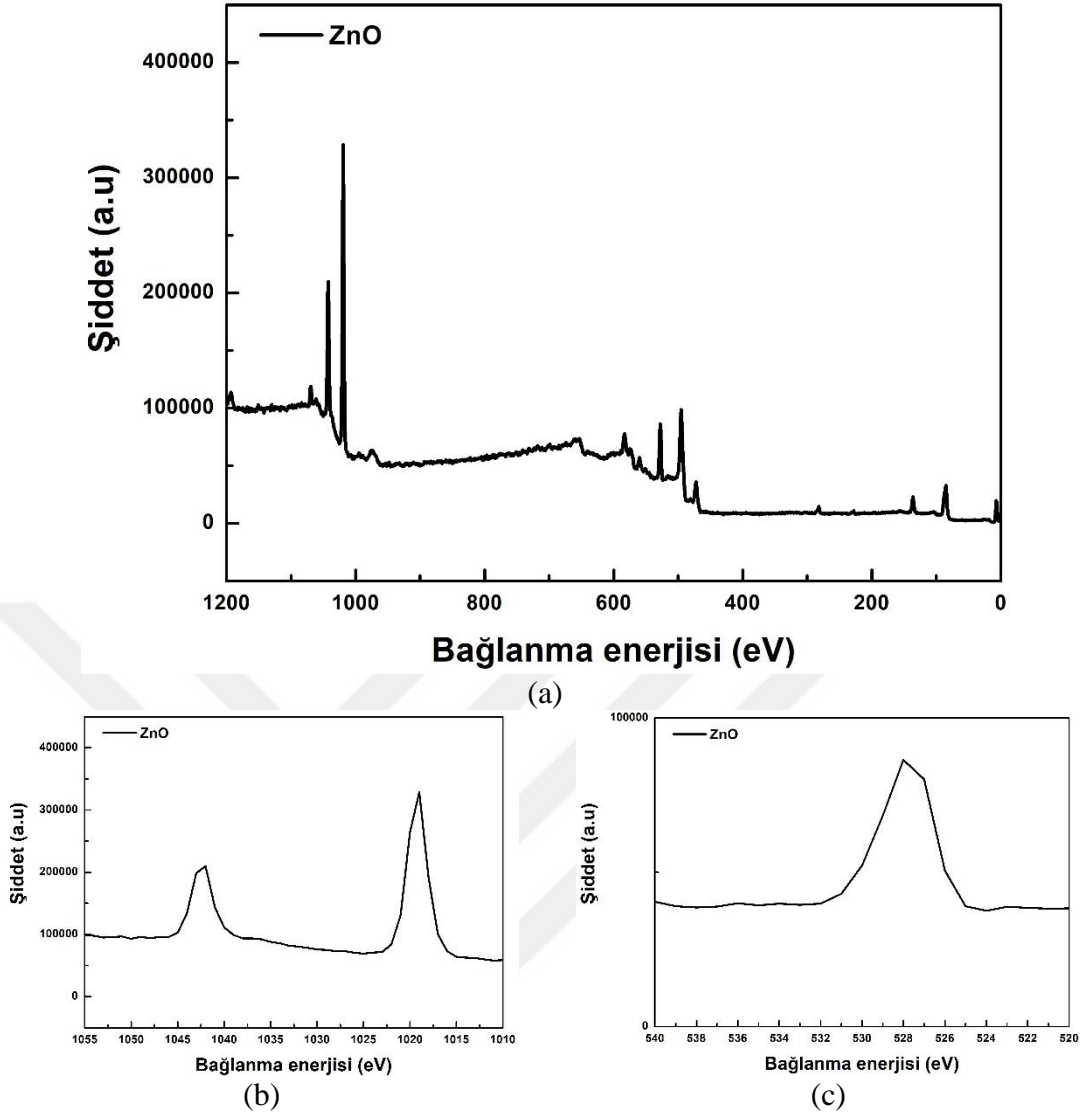 ZnO
400000
300000
200000
100000
0
Şiddet (a.u)
1200 1000 800 600 400 200 0
Bağlanma enerjisi (eV)
(a)
ZnO
400000
300000
200000
100000
0
Şiddet (a.u)
1055 1050 1045 1040 1035 1030 1025 1020 1015 1010
Bağlanma enerjisi (eV)
(b)
ZnO
100000
0
Şiddet (a.u)
540 538 536 534 532 530 528 526 524 522 520
Bağlanma enerjisi (eV)
(c)